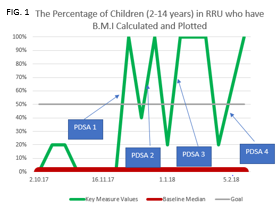 FIG. 1
The Percentage of Children (2-14 years) in RRU who have
B.M.I Calculated and Plotted
100%
90%
80%
70%
60%
50%
40%
30%
20%
10%
0%
PDSA 1
PDSA 2
PDSA 3
PDSA 4
2.10.17
16.11.17
1.1.18
5.2.18
Key Measure Values
Baseline Median
Goal